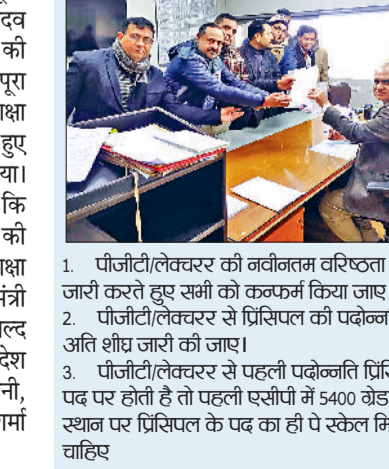 दव
की
पूरा
क्षा
हुए
या।
कि
की
क्षा
मंत्री
ल्द
देश
नी,
र्मा
1. पीजीटी/लेक्चरर की नवीनतम वरिष्ठता
जारी करते हुए सभी को कन्फर्म किया जाए
2. पीजीटी/लेक्चरर से प्रिंसिपल की पदोन्न
अति शीघ्र जारी की जाए।
3. पीजीटी/लेक्चरर से पहली पदोन्नति प्रिंसि
पद पर होती है तो पहली एसीपी में 5400 ग्रेड
स्थान पर प्रिंसिपल के पद का ही पे स्केल मि
चाहिए